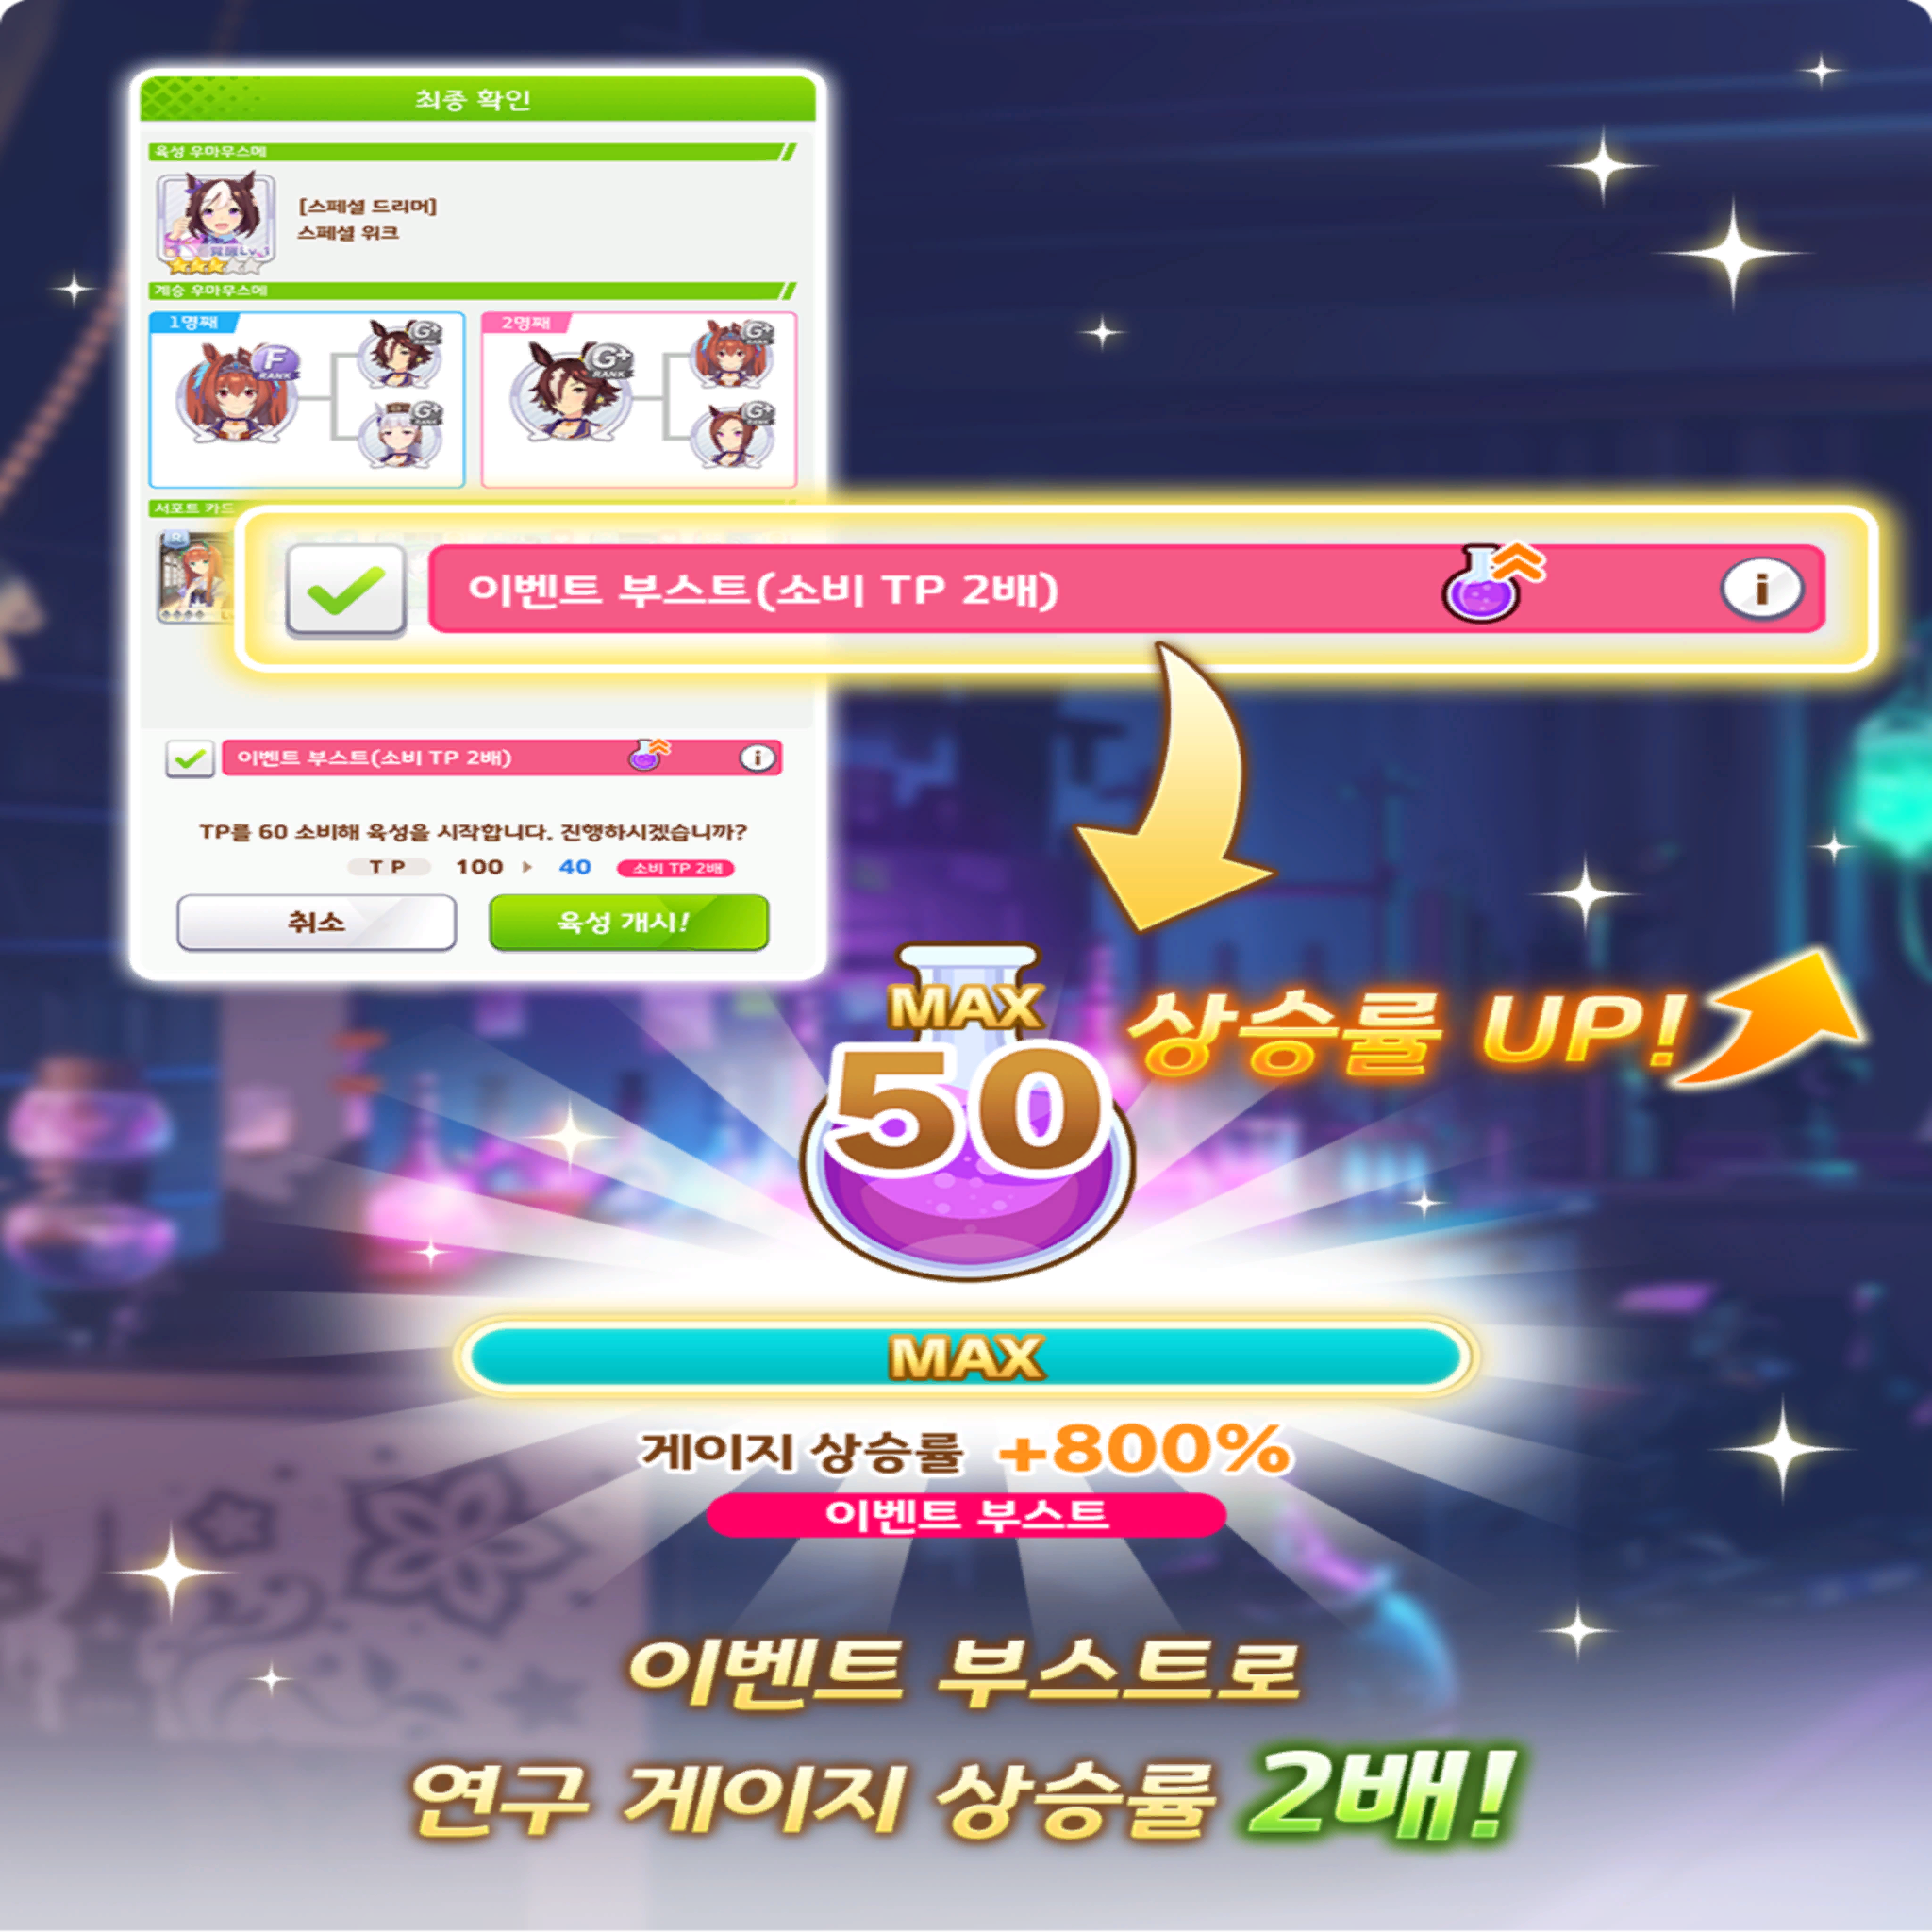 최종 확인
육성 우마무스메
[스페셜 드리머]
스페셜 위크
계승 우마무스메
1명째
2명째
F
RANK
G+
RANK
G+
RANK
G+
RANK
G+
RANK
G+
RANK
서포트 카드
R
이벤트 부스트(소비 TP 2배)
i
이벤트 부스트(소비 TP 2배)
i
TP를 60 소비해 육성을 시작합니다. 진행하시겠습니까?
TP 100 40 소비 TP 2배
취소
육성 개시!
MAX
50
상승률 UP!
MAX
게이지 상승률 +800%
이벤트 부스트
이벤트 부스트로
연구 게이지 상승률 2배!